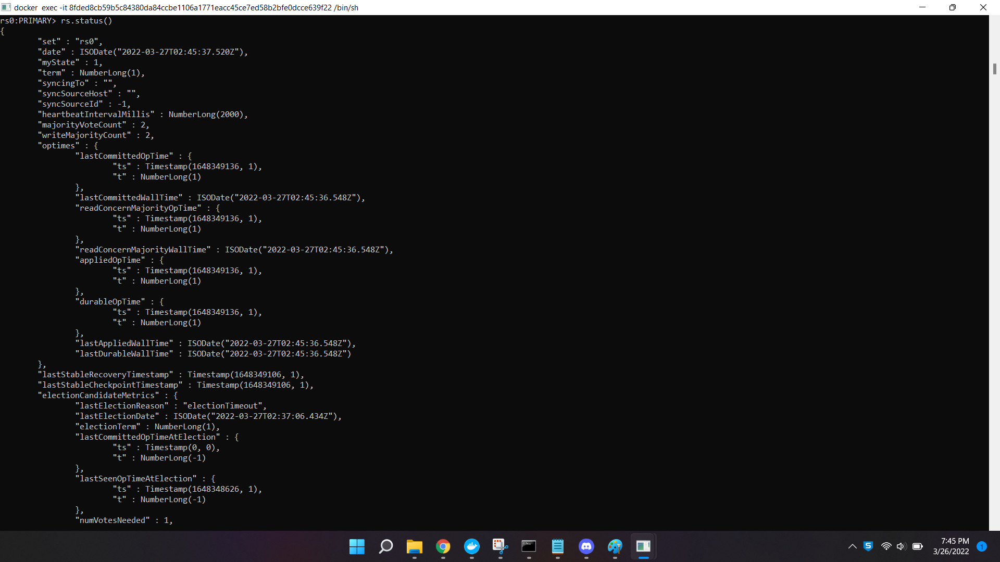 docker  exec -it 8fded8cb59b5c84380da84ccbe1106a1771eacc45ce7ed58b2bfe0dcce639f22 /bin/sh
rs0:PRIMARY> rs.status()
{
        "set" : "rs0",
        "date" : ISODate("2022-03-27T02:45:37.520Z"),
        "myState" : 1,
        "term" : NumberLong(1),
        "syncingTo" : "",
        "syncSourceHost" : "",
        "syncSourceId" : -1,
        "heartbeatIntervalMillis" : NumberLong(2000),
        "majorityVoteCount" : 2,
        "writeMajorityCount" : 2,
        "optimes" : {
                "lastCommittedOpTime" : {
                        "ts" : Timestamp(1648349136, 1),
                        "t" : NumberLong(1)
                },
                "lastCommittedWallTime" : ISODate("2022-03-27T02:45:36.548Z"),
                "readConcernMajorityOpTime" : {
                        "ts" : Timestamp(1648349136, 1),
                        "t" : NumberLong(1)
                },
                "readConcernMajorityWallTime" : ISODate("2022-03-27T02:45:36.548Z"),
                "appliedOpTime" : {
                        "ts" : Timestamp(1648349136, 1),
                        "t" : NumberLong(1)
                },
                "durableOpTime" : {
                        "ts" : Timestamp(1648349136, 1),
                        "t" : NumberLong(1)
                },
                "lastAppliedWallTime" : ISODate("2022-03-27T02:45:36.548Z"),
                "lastDurableWallTime" : ISODate("2022-03-27T02:45:36.548Z")
        },
        "lastStableRecoveryTimestamp" : Timestamp(1648349106, 1),
        "lastStableCheckpointTimestamp" : Timestamp(1648349106, 1),
        "electionCandidateMetrics" : {
                "lastElectionReason" : "electionTimeout",
                "lastElectionDate" : ISODate("2022-03-27T02:37:06.434Z"),
                "electionTerm" : NumberLong(1),
                "lastCommittedOpTimeAtElection" : {
                        "ts" : Timestamp(0, 0),
                        "t" : NumberLong(-1)
                },
                "lastSeenOpTimeAtElection" : {
                        "ts" : Timestamp(1648348626, 1),
                        "t" : NumberLong(-1)
                },
                "numVotesNeeded" : 1,
S
7:45 PM
3/26/2022
1